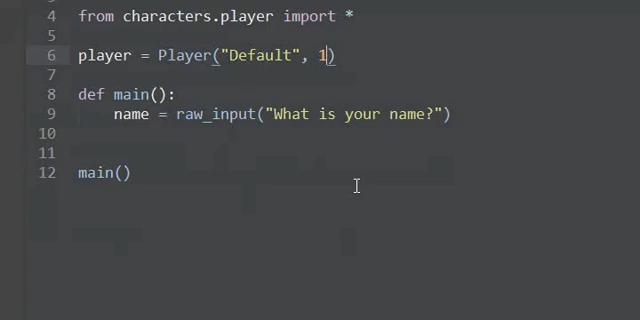 4 from characters.player import *
5
6 player = Player("Default", 1)
7
8 def main():
9 name = raw_input("What is your name?")
10
11
12 main()